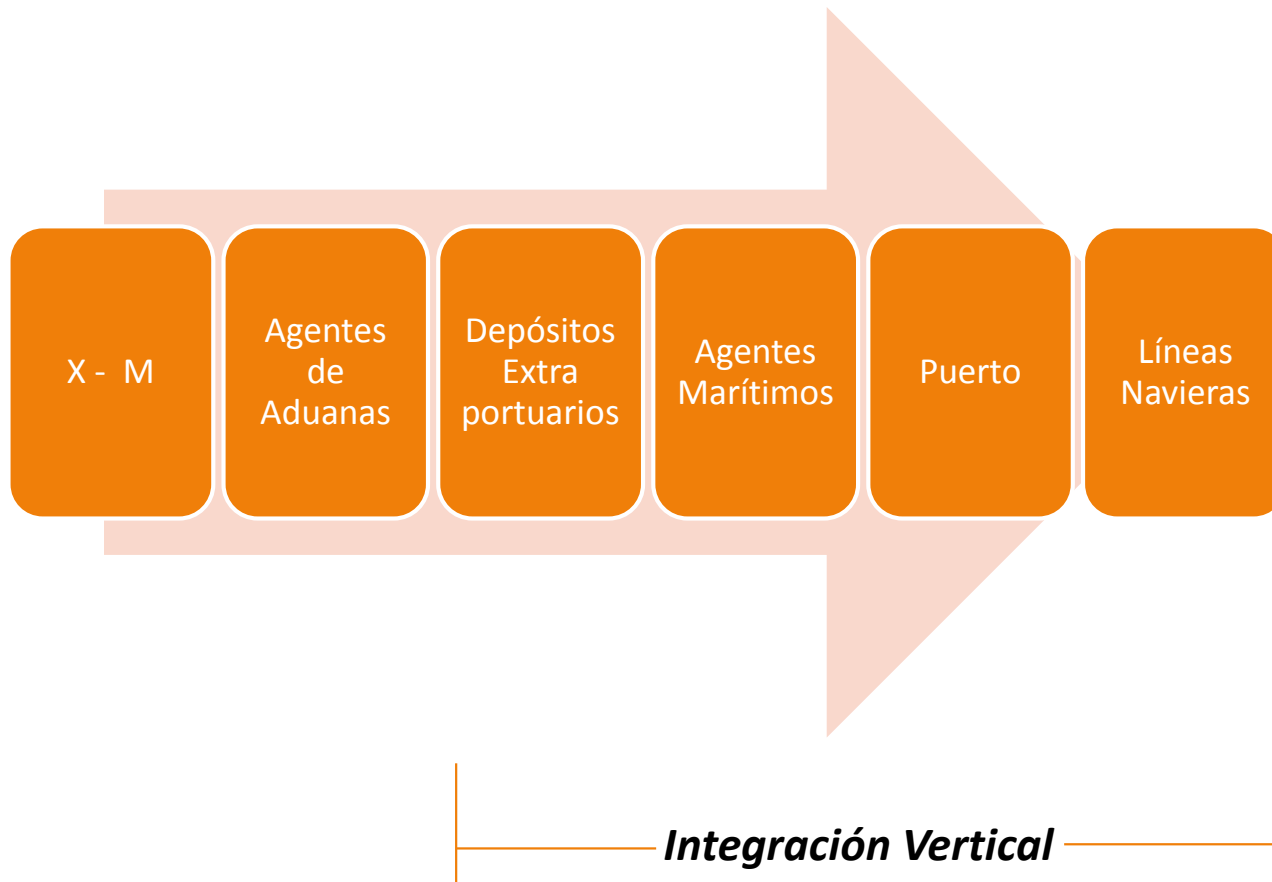 X - M
Agentes
de
Aduanas
Depósitos
Extra
portuarios
Agentes
Marítimos
Puerto
Líneas
Navieras
Integración Vertical